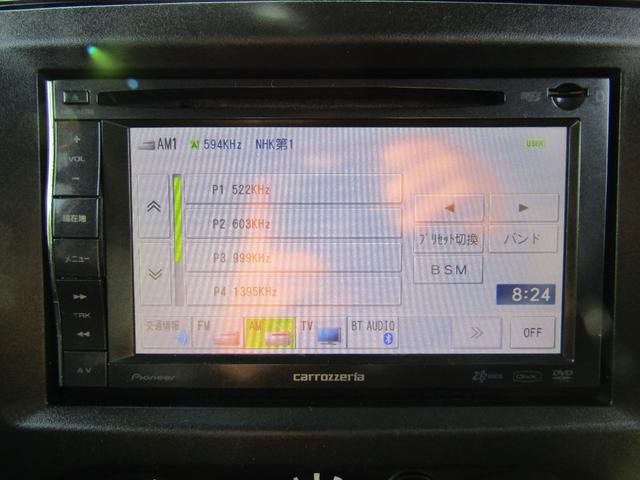 AM1 594KHz NHK第1 USER
P1 522KHz
P2 603KHz
P3 999KHz
P4 1395KHz
プリセット切換 バンド
BSM
8:24
交通情報 FM AM TV BT AUDIO OFF
+
VOL
-
現在地
メニュー
TRK
AV
Pioneer carrozzeria DVD